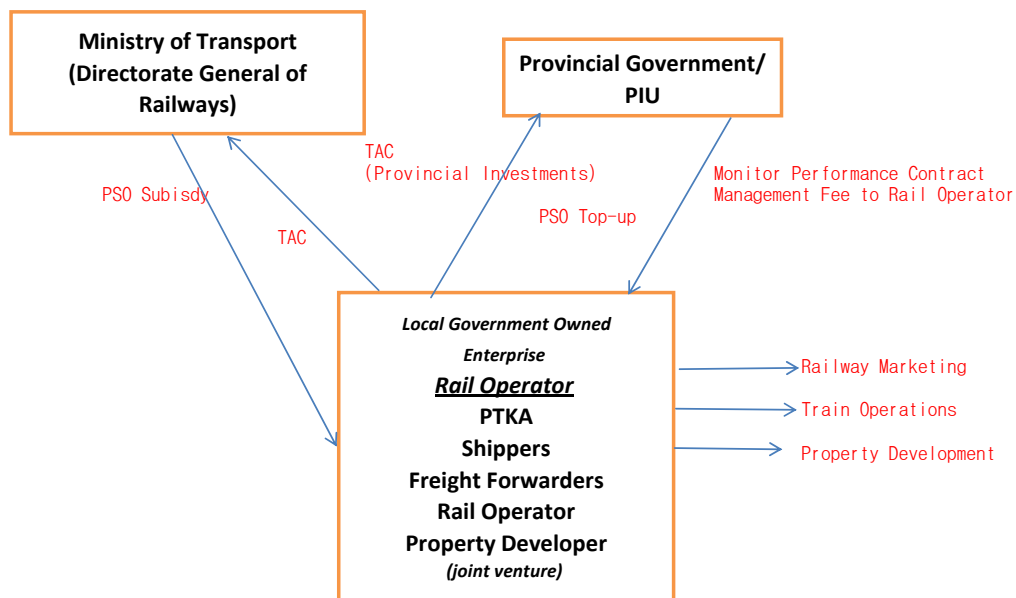 Ministry of Transport
(Directorate General of
Railways)
Provincial Government/
PIU
TAC
(Provincial Investments)
PSO Subisdy
PSO Top-up
Monitor Performance Contract
Management Fee to Rail Operator
TAC
Local Government Owned
Enterprise
Rail Operator
PTKA
Shippers
Freight Forwarders
Rail Operator
Property Developer
(joint venture)
Railway Marketing
Train Operations
Property Development